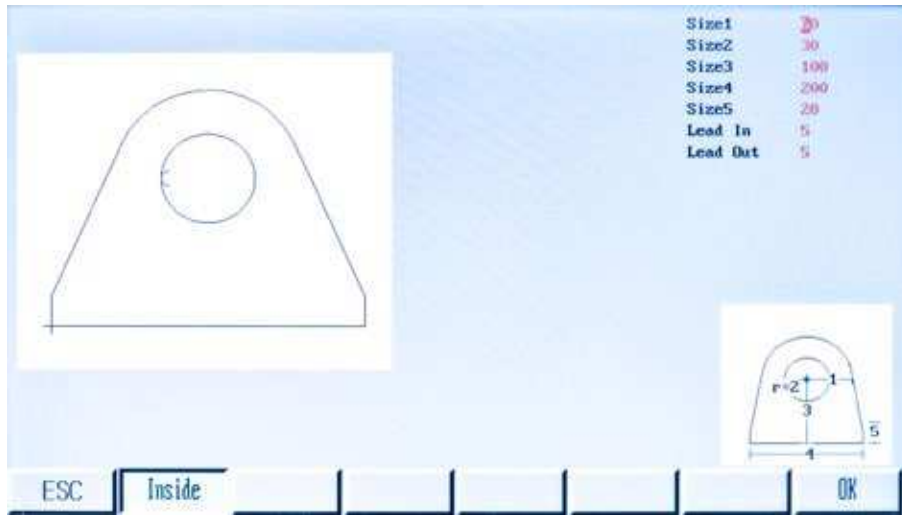 Size1
Size2 30
Size3 100
Size4 200
Size5 20
Lead In 5
Lead Out 5
r=2
1
3
5
4
ESC
Inside
OK